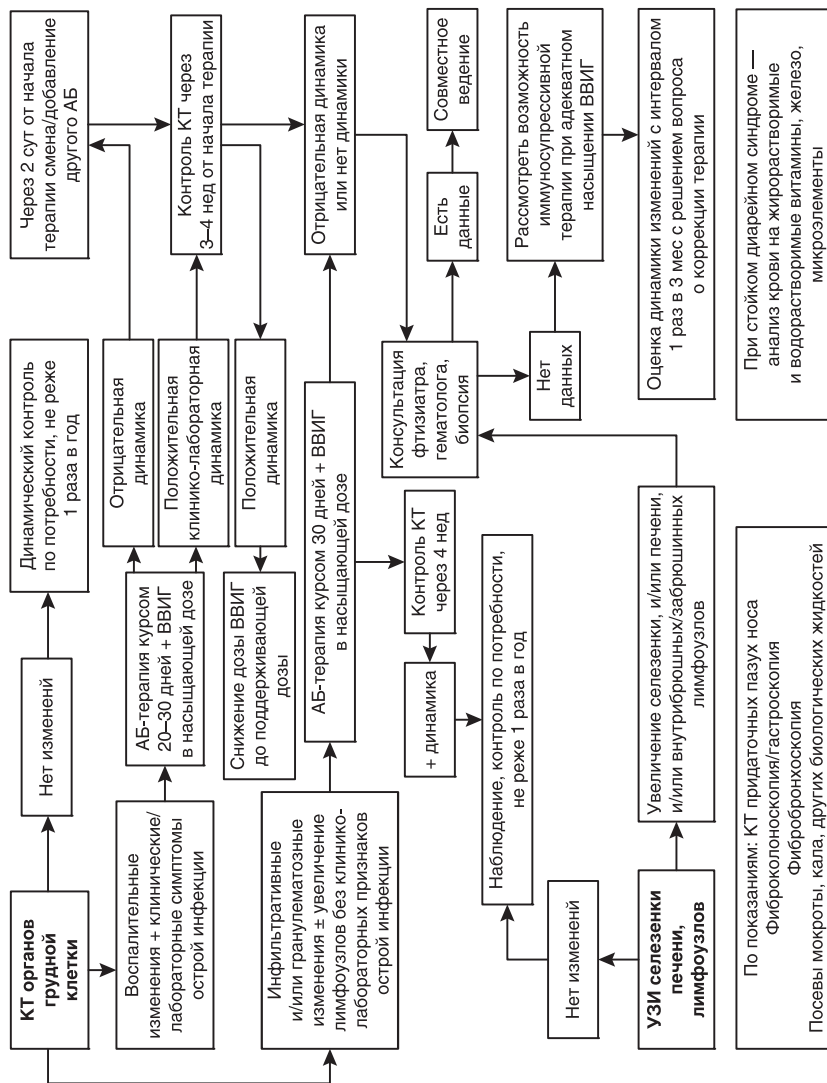 КТ органов
грудной
клетки
Нет измененй
Динамический контроль
по потребности, не реже
1 раза в год
Воспалительные
изменения + клинические/
лабораторные симптомы
острой инфекции
АБ-терапия курсом
20–30 дней + ВВИГ
в насыщающей дозе
Отрицательная
динамика
Через 2 сут от начала
терапии смена/добавление
другого АБ
Положительная
клинико-лабораторная
динамика
Контроль КТ через
3–4 нед от начала терапии
Положительная
динамика
Снижение дозы ВВИГ
до поддерживающей
дозы
Отрицательная динамика
или нет динамики
Инфильтративные
и/или гранулематозные
изменения ± увеличение
лимфоузлов без клинико-
лабораторных признаков
острой инфекции
АБ-терапия курсом 30 дней + ВВИГ
в насыщающей дозе
Контроль КТ
через 4 нед
+ динамика
Наблюдение, контроль по потребности,
не реже 1 раза в год
Консультация
фтизиатра,
гематолога,
биопсия
Есть
данные
Совместное
ведение
Нет
данных
Рассмотреть возможность
иммуносупрессивной
терапии при адекватном
насыщении ВВИГ
Оценка динамики изменений с интервалом
1 раз в 3 мес с решением вопроса
о коррекции терапии
Нет измененй
УЗИ селезенки
печени,
лимфоузлов
Увеличение селезенки, и/или печени,
и/или внутрибрюшных/забрюшинных
лимфоузлов
По показаниям: КТ придаточных пазух носа
Фиброколоноскопия/гастроскопия
Фибробронхоскопия
Посевы мокроты, кала, других биологических жидкостей
При стойком диарейном синдроме —
анализ крови на жирорастворимые
и водорастворимые витамины, железо,
микроэлементы